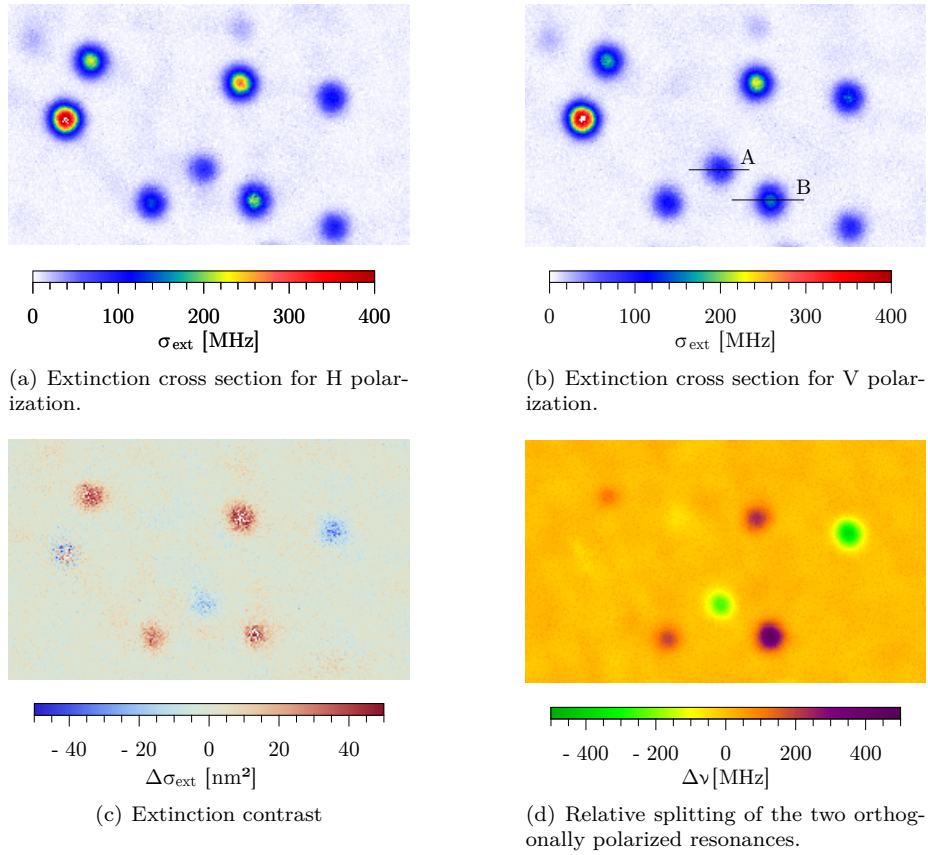 A
B
0 100 200 300 400
σext [MHz]
0 100 200 300 400
σext [MHz]
(a) Extinction cross section for H polar-
ization.
(b) Extinction cross section for V polar-
ization.
- 40 - 20 0 20 40
Δσext [nm²]
- 400 - 200 0 200 400
Δν[MHz]
(c) Extinction contrast
(d) Relative splitting of the two orthog-
onally polarized resonances.